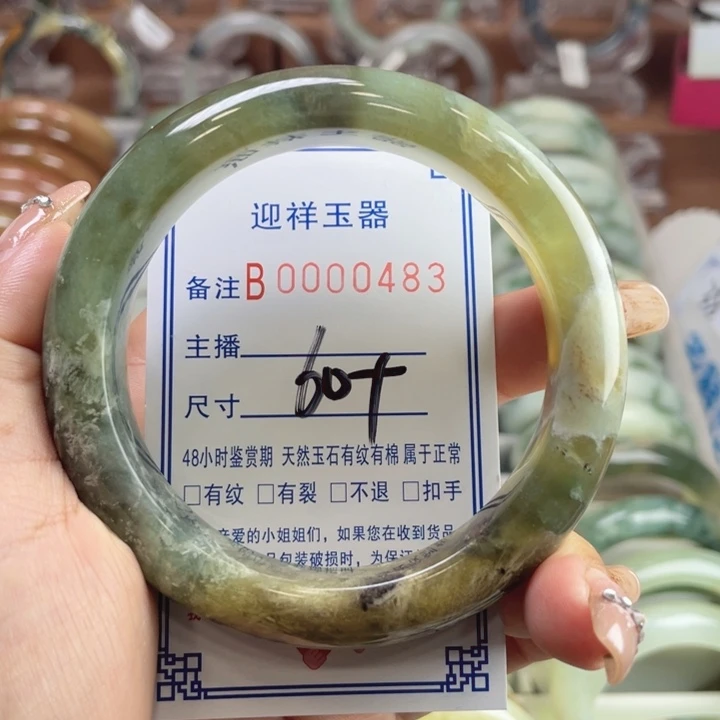 迎祥玉器
备注B0000483
主播
尺寸 60+
48小时鉴赏期 天然玉石有纹有棉属于正常
□有纹 □有裂 □不退 □扣手
亲爱的小姐姐们，如果您在收到货品
品包装破损时，为保证